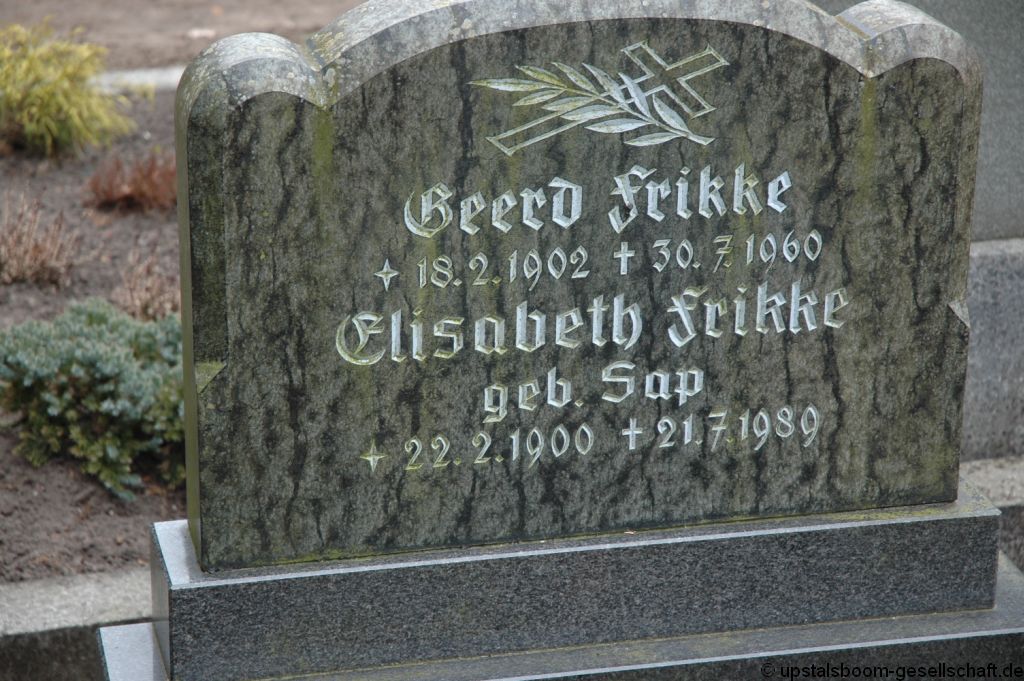 Geerd Frikke
18.2.1902 † 30.7.1960
Elisabeth Frikke
geb. Sap
22.2.1900 † 21.7.1989
© upstalsboom-gesellschaft.de